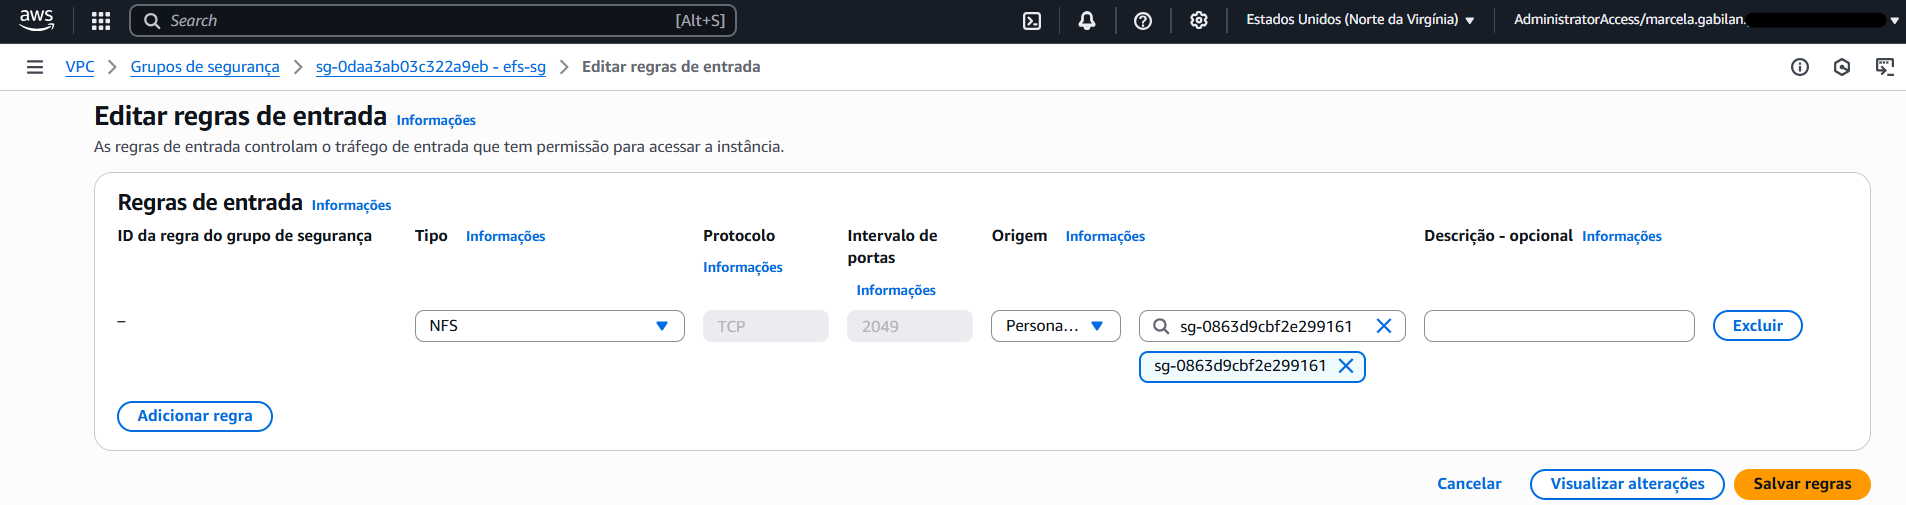 aws
Search [Alt+S]
Estados Unidos (Norte da Virgínia)
AdministratorAccess/marcela.gabilan.
VPC > Grupos de segurança > sg-0daa3ab03c322a9eb - efs-sg > Editar regras de entrada
Editar regras de entrada Informações
As regras de entrada controlam o tráfego de entrada que tem permissão para acessar a instância.
Regras de entrada Informações
ID da regra do grupo de segurança
Tipo Informações
Protocolo
Informações
Intervalo de
portas
Informações
Origem Informações
Descrição - opcional Informações
–
NFS
TCP
2049
Persona...
sg-0863d9cbf2e299161
Excluir
sg-0863d9cbf2e299161
Adicionar regra
Cancelar
Visualizar alterações
Salvar regras